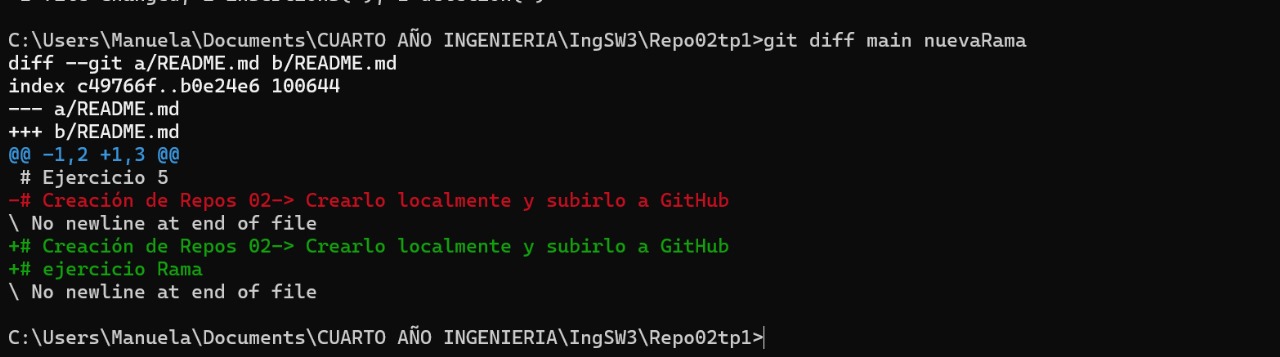 C:\Users\Manuela\Documents\CUARTO AÑO INGENIERIA\IngSW3\Repo02tp1>git diff main nuevaRama
diff --git a/README.md b/README.md
index c49766f..b0e24e6 100644
--- a/README.md
+++ b/README.md
@@ -1,2 +1,3 @@
 # Ejercicio 5
-# Creación de Repos 02-> Crearlo localmente y subirlo a GitHub
\ No newline at end of file
+# Creación de Repos 02-> Crearlo localmente y subirlo a GitHub
+# ejercicio Rama
\ No newline at end of file
C:\Users\Manuela\Documents\CUARTO AÑO INGENIERIA\IngSW3\Repo02tp1>